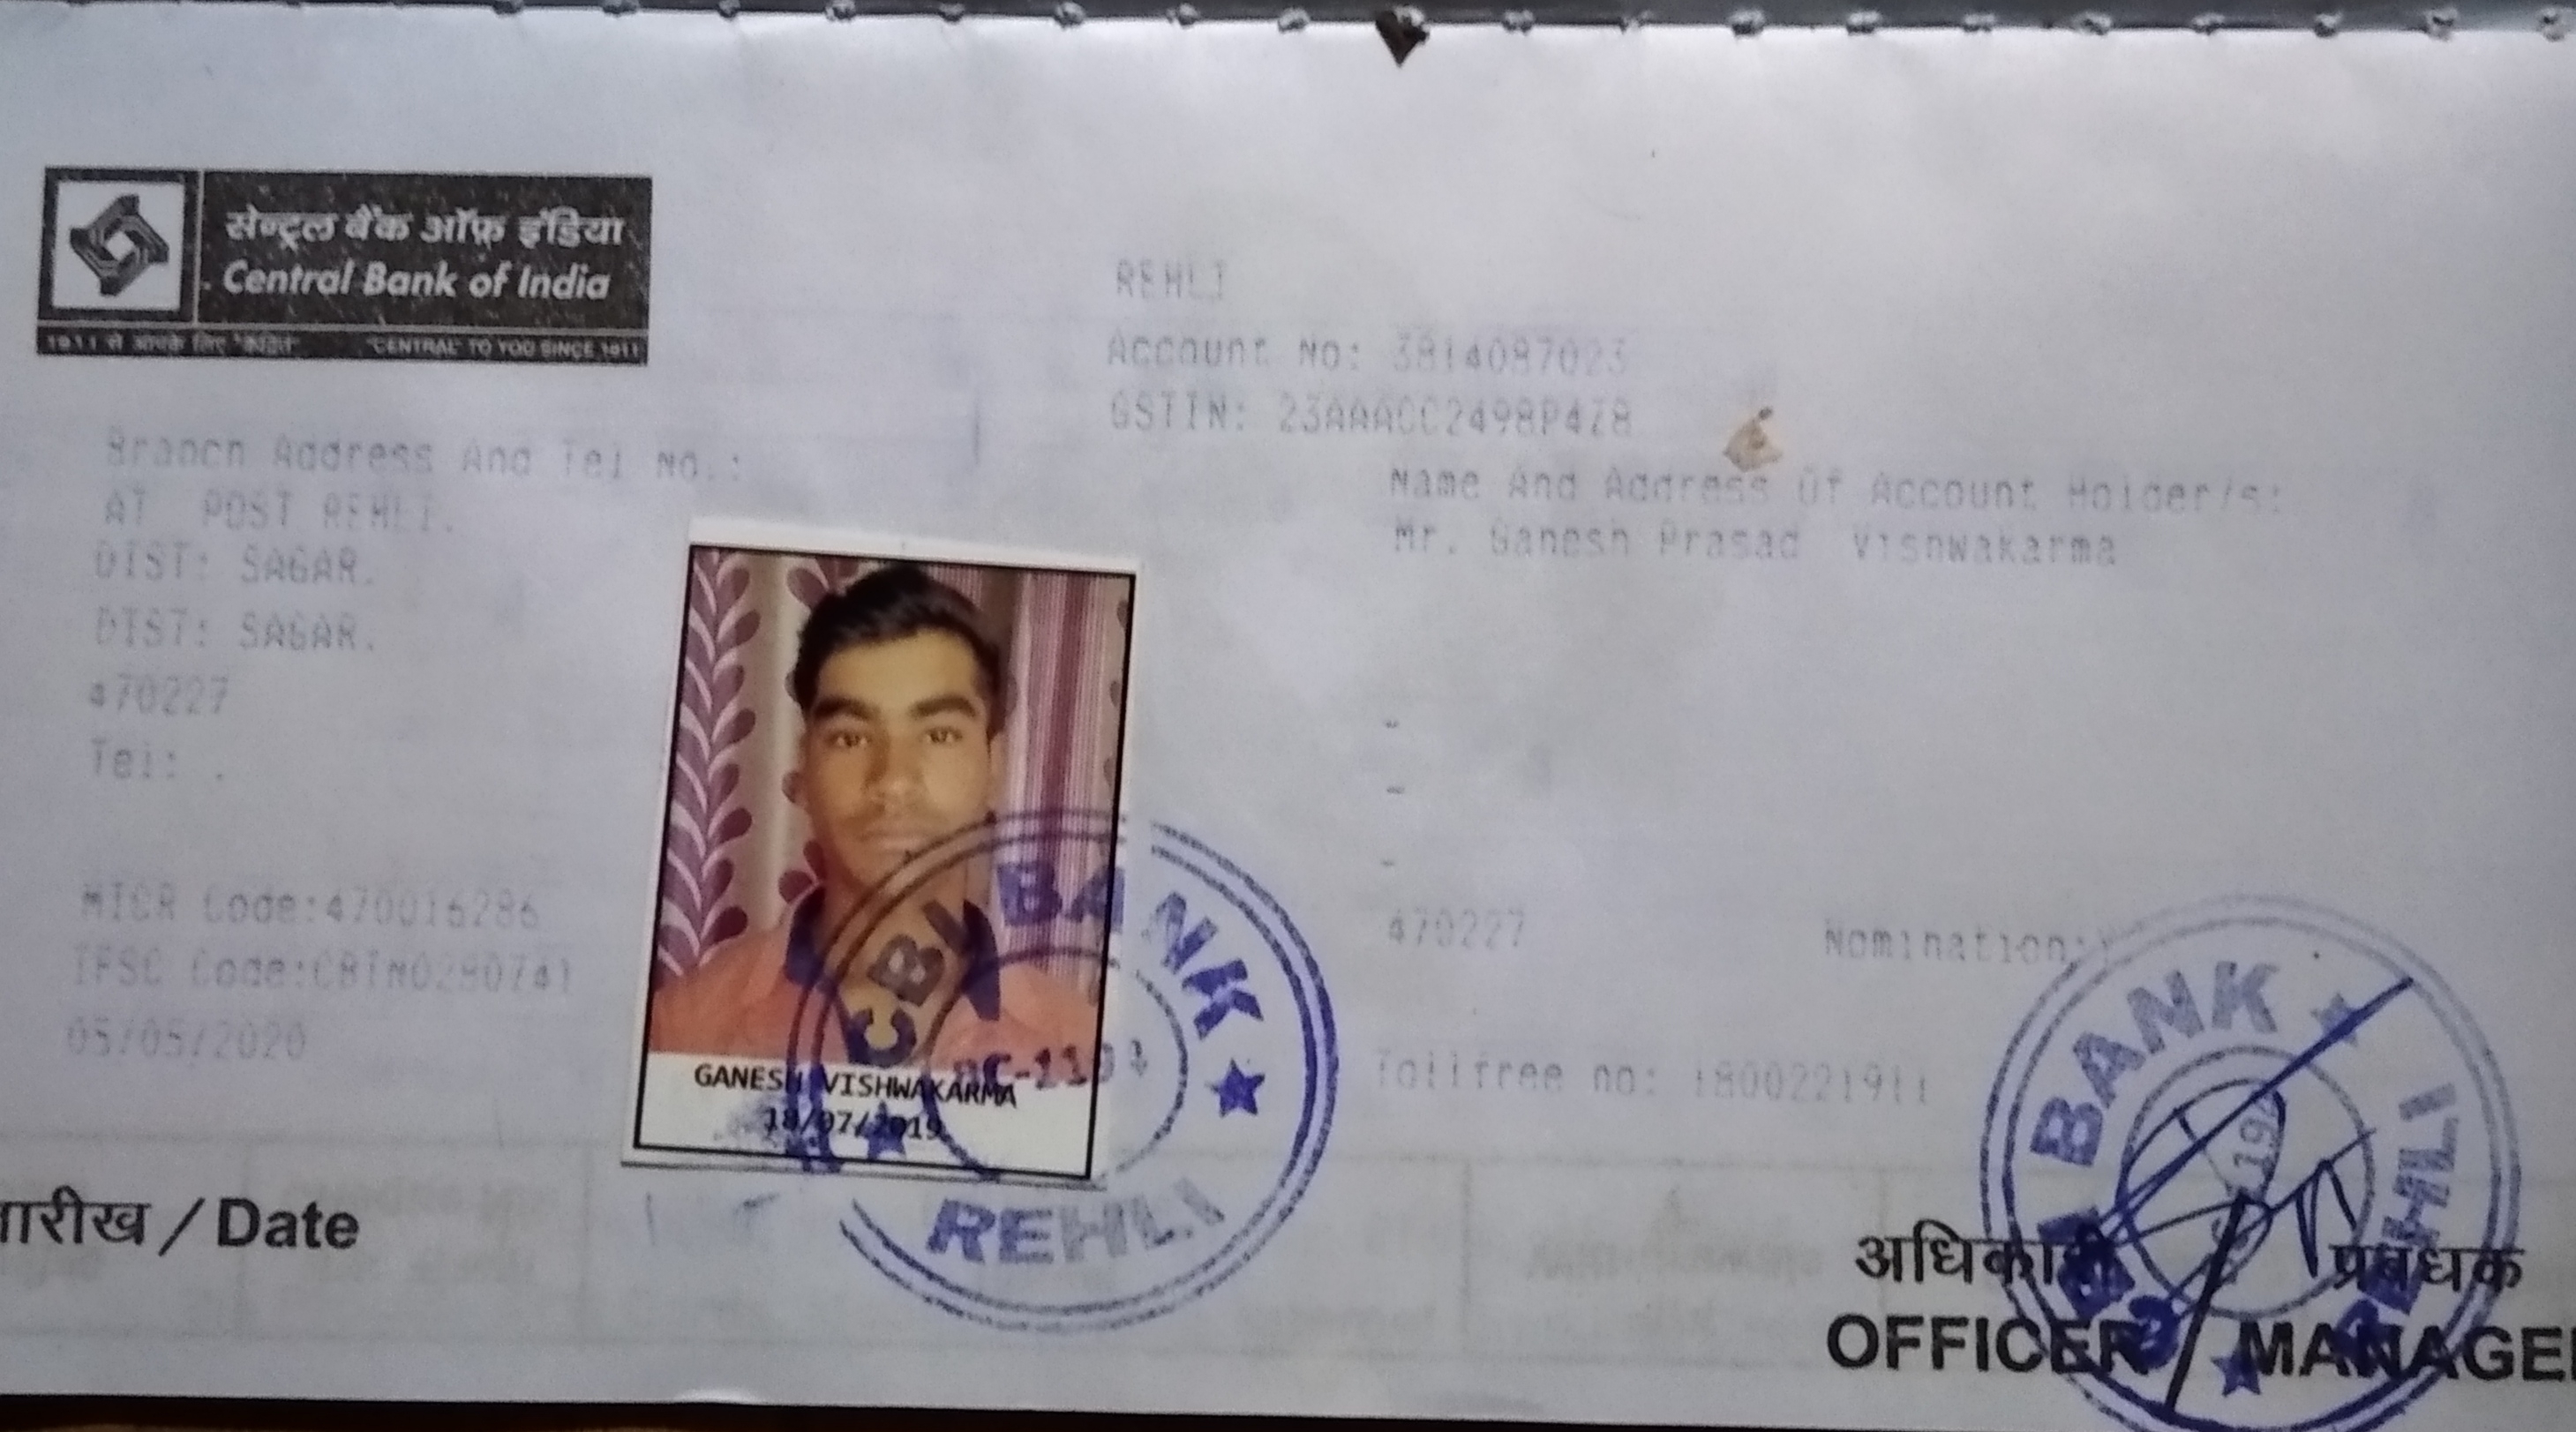 सेन्ट्रल बैंक ऑफ़ इंडिया
Central Bank of India
1911 से आपके लिए "केंद्रित" "CENTRAL" TO YOU SINCE 1911
REHLI
Account No: 3814087023
GSTIN: 23AAACC2498P4Z8
Branch Address And Tel No.:
AT POST REHLI.
DIST: SAGAR.
DIST: SAGAR.
470227
Tel: .
MICR Code:470016286
IFSC Code:CBIN0280741
05/05/2020
Name And Address Of Account Holder/s:
Mr. Ganesh Prasad Vishwakarma
-
-
-
470227 Nomination:
Tollfree no: 1800221911
GANESH VISHWAKARMA
18/07/2019
CBI BANK
REHLI
BANK
REHLI
तारीख / Date
अधिकारी / प्रबंधक
OFFICER / MANAGER